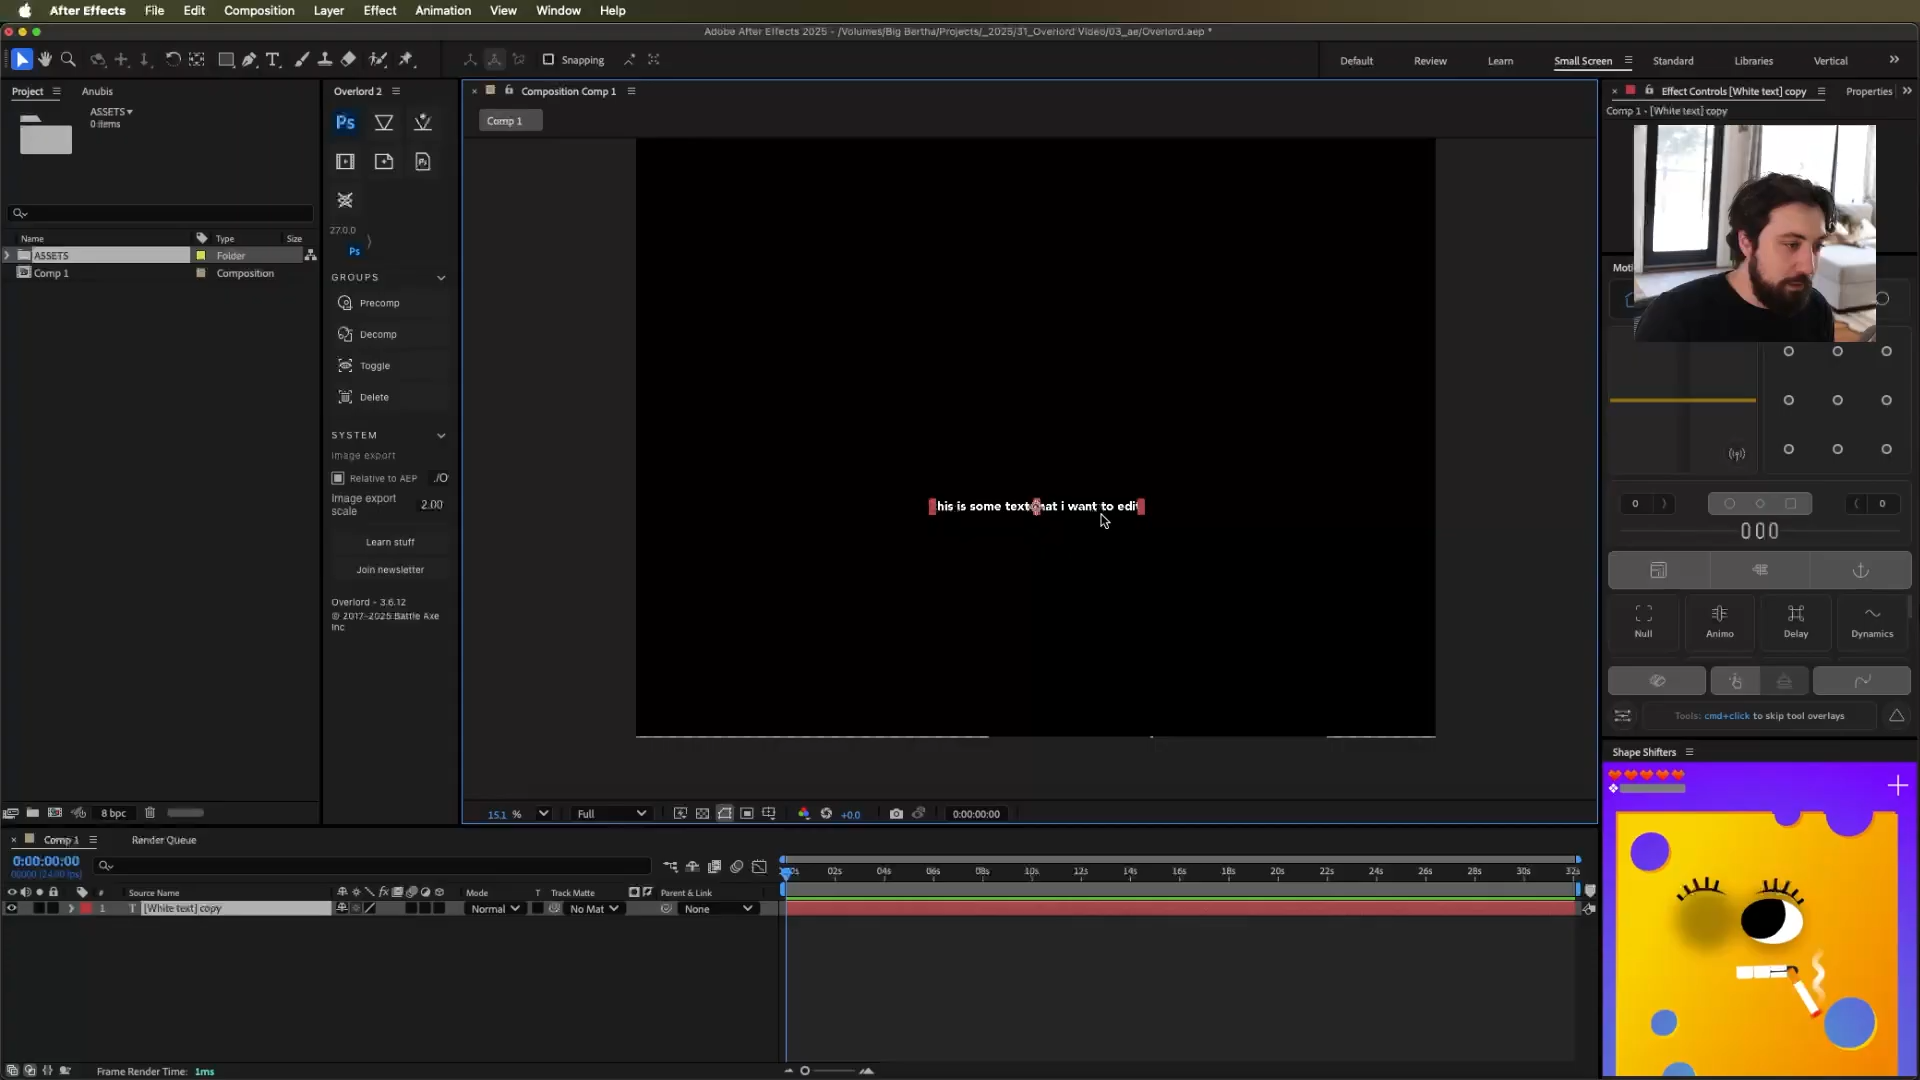 After Effects File Edit Composition Layer Effect Animation View Window Help
Adobe After Effects 2025 - /Volumes/Big Bertha/Projects/_2025/31_Overlord Video/03_ae/Overlord.aep *
Snapping
Default Review Learn Small Screen Standard Libraries Vertical
Project Anubis
ASSETS
0 items
Name Type Size
ASSETS Folder
Comp 1 Composition
8 bpc
Overlord 2
Ps
27.0.0
Ps
GROUPS
Precomp
Decomp
Toggle
Delete
SYSTEM
Image export
Relative to AEP ./O
Image export scale 2.00
Learn stuff
Join newsletter
Overlord - 3.6.12
© 2017-2025 Battle Axe
Inc
Composition Comp 1
Comp 1
his is some text hat i want to edit
15.1 % Full +0.0 0:00:00:00
Effect Controls [White text] copy Properties
Comp 1 - [White text] copy
0 0
000
Null Animo Delay Dynamics
Tools: cmd+click to skip tool overlays
Shape Shifters
Comp 1 Render Queue
0:00:00:00
00000 (24.00 fps)
# Source Name Mode T Track Matte Parent & Link
1 T [White text] copy Normal No Mat None
02s 04s 06s 08s 10s 12s 14s 16s 18s 20s 22s 24s 26s 28s 30s 32s
Frame Render Time: 1ms